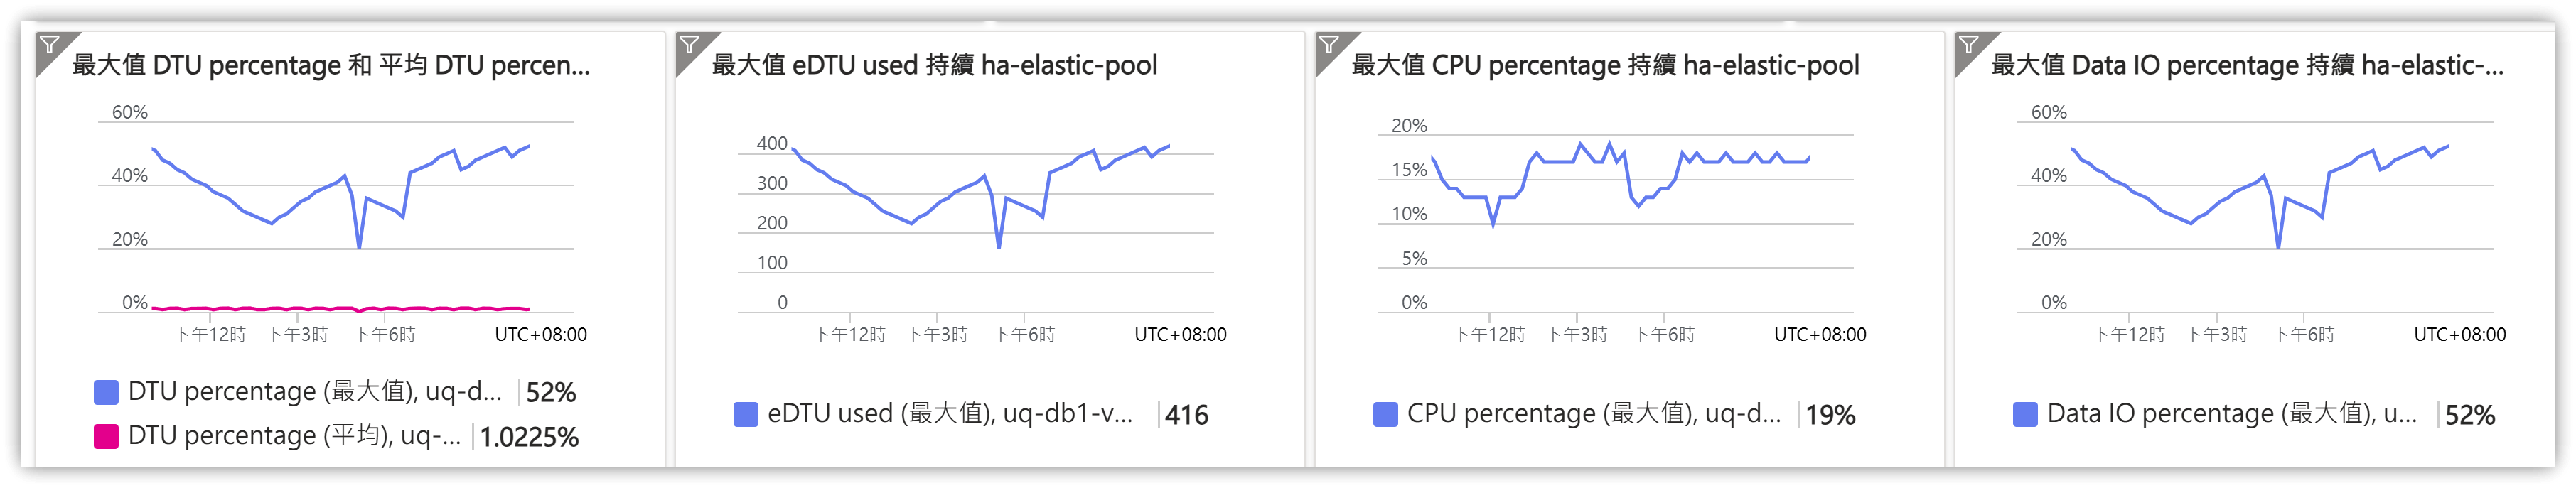 最大值 DTU percentage 和 平均 DTU percen...
60%
40%
20%
0%
下午12時 下午3時 下午6時 UTC+08:00
DTU percentage (最大值), uq-d... 52%
DTU percentage (平均), uq-... 1.0225%
最大值 eDTU used 持續 ha-elastic-pool
400
300
200
100
0
下午12時 下午3時 下午6時 UTC+08:00
eDTU used (最大值), uq-db1-v... 416
最大值 CPU percentage 持續 ha-elastic-pool
20%
15%
10%
5%
0%
下午12時 下午3時 下午6時 UTC+08:00
CPU percentage (最大值), uq-d... 19%
最大值 Data IO percentage 持續 ha-elastic-...
60%
40%
20%
0%
下午12時 下午3時 下午6時 UTC+08:00
Data IO percentage (最大值), u... 52%